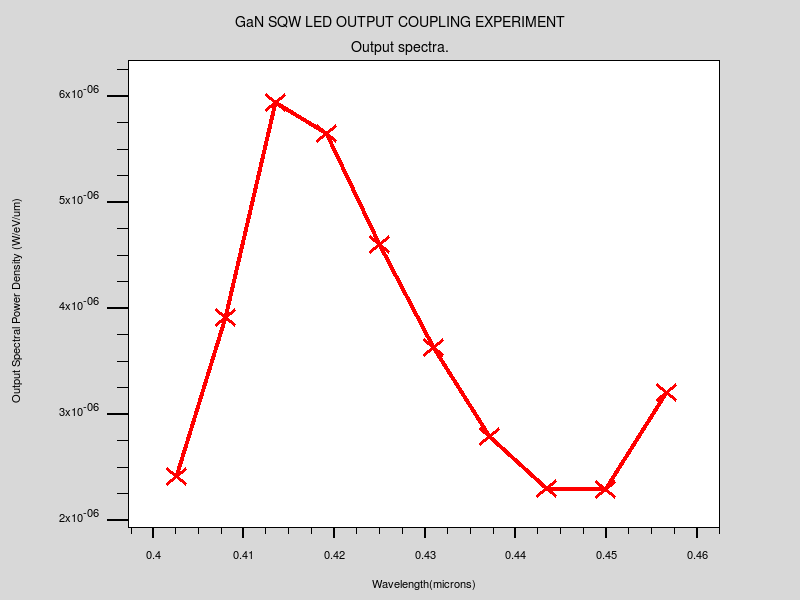 GaN SQW LED OUTPUT COUPLING EXPERIMENT
Output spectra.
6x10-06
5x10-06
4x10-06
3x10-06
2x10-06
Output Spectral Power Density (W/eV/um)
0.4 0.41 0.42 0.43 0.44 0.45 0.46
Wavelength(microns)